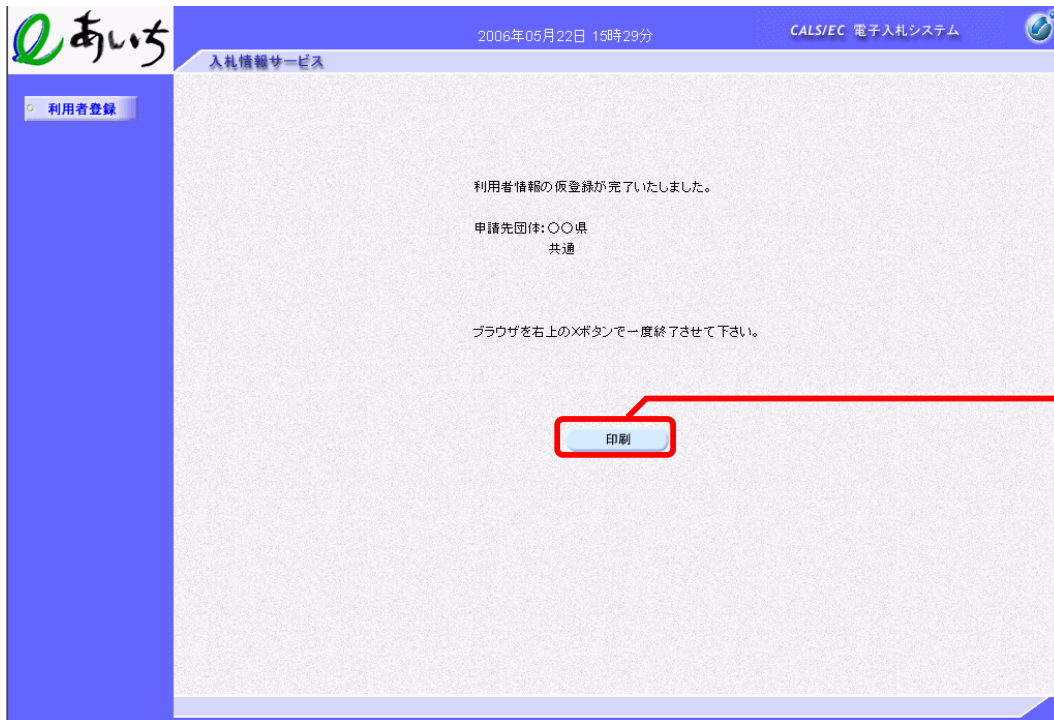 あいち
2006年05月22日 15時29分
CALS/EC 電子入札システム
入札情報サービス
利用者登録
利用者情報の仮登録が完了いたしました。
申請先団体:〇〇県
共通
ブラウザを右上の×ボタンで一度終了させて下さい。
印刷